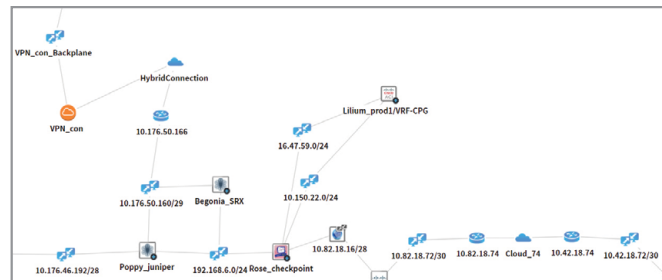 VPN_con_Backplane
HybridConnection
Lilium_prod1/VRF-CPG
VPN_con
10.176.50.166
16.47.59.0/24
10.176.50.160/29
Begonia_SRX
10.150.22.0/24
10.82.18.16/28
10.82.18.72/30
10.82.18.74
Cloud_74
10.42.18.74
10.42.18.72/30
10.176.46.192/28
Poppy_juniper
192.168.6.0/24
Rose_checkpoint